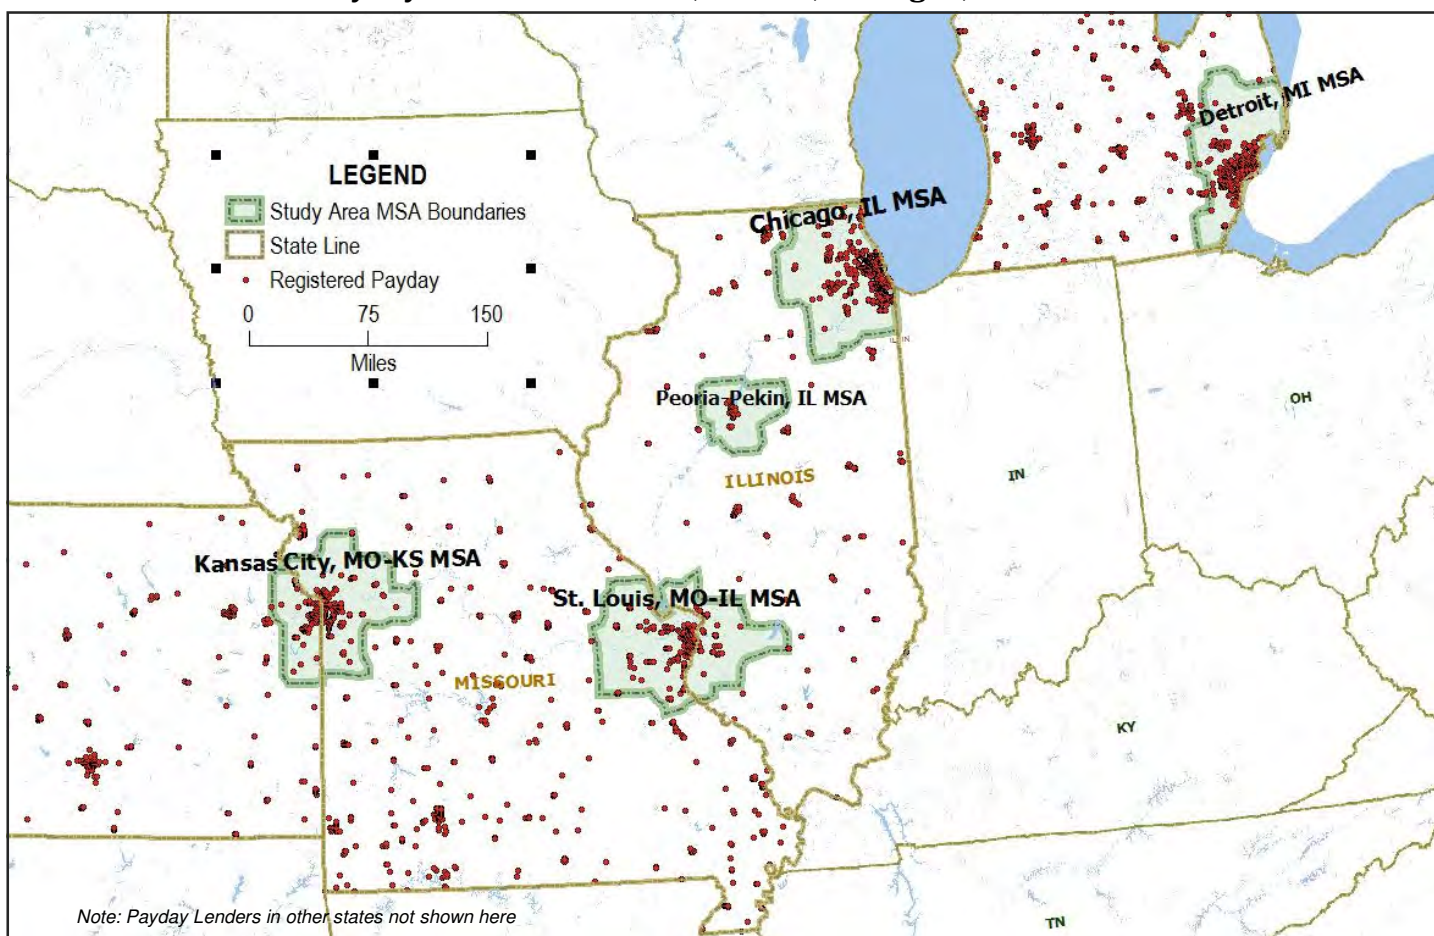 Detroit, MI MSA
LEGEND
Study Area MSA Boundaries
State Line
Registered Payday
0 75 150
Miles
Chicago, IL MSA
IL IN
Peoria-Pekin, IL MSA
OH
ILLINOIS
IN
Kansas City, MO-KS MSA
St. Louis, MO-IL MSA
MISSOURI
KY
Note: Payday Lenders in other states not shown here
TN